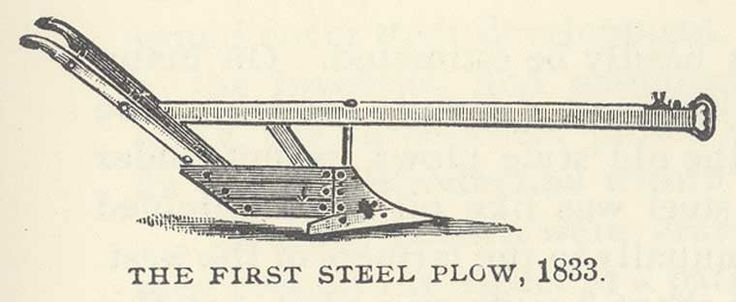 THE FIRST STEEL PLOW, 1833.